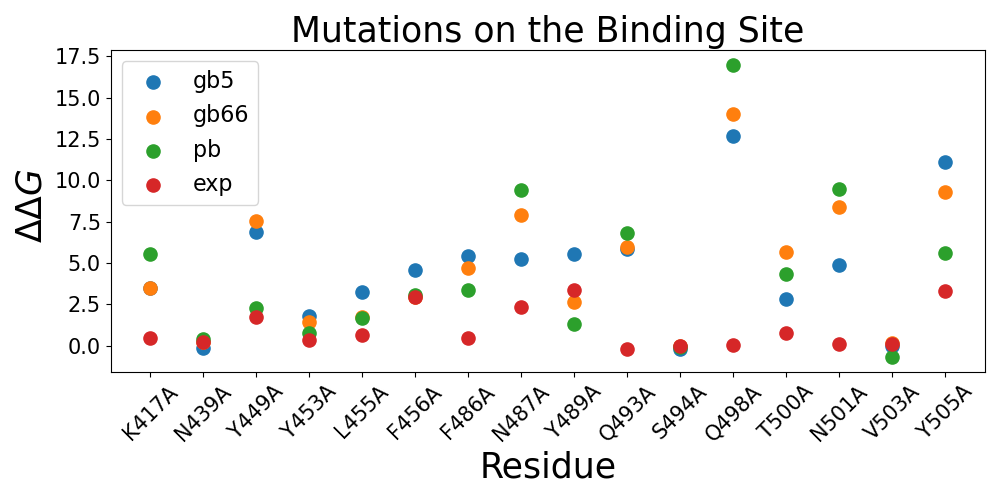 Mutations on the Binding Site
17.5
15.0
12.5
10.0
7.5
5.0
2.5
0.0
ΔΔG
gb5
gb66
pb
exp
K417A
N439A
Y449A
Y453A
L455A
F456A
F486A
N487A
Y489A
Q493A
S494A
Q498A
T500A
N501A
V503A
Y505A
Residue